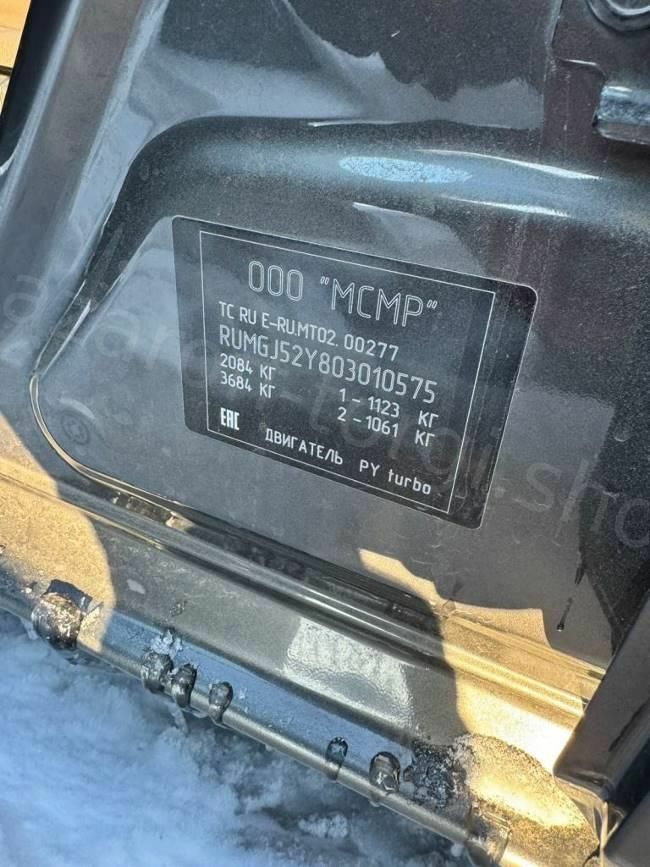 ООО "МСМР"
TC RU E-RU.MT02.00277
RUMGJ52Y803010575
2084 КГ 1 - 1123 КГ
3684 КГ 2 - 1061 КГ
EAC ДВИГАТЕЛЬ PY turbo